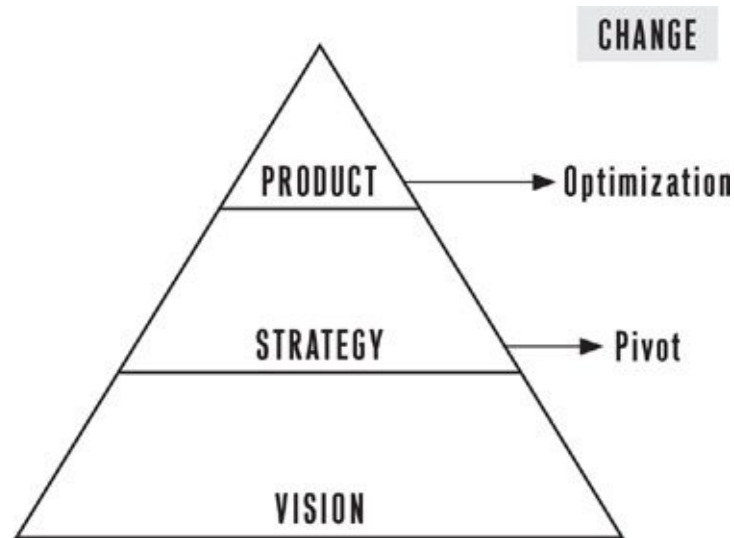 CHANGE
PRODUCT
Optimization
STRATEGY
Pivot
VISION